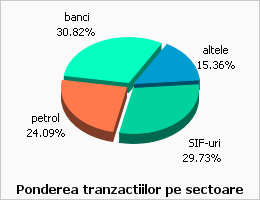 banci
30.82%
altele
15.36%
petrol
24.09%
SIF-uri
29.73%
Ponderea tranzactiilor pe sectoare